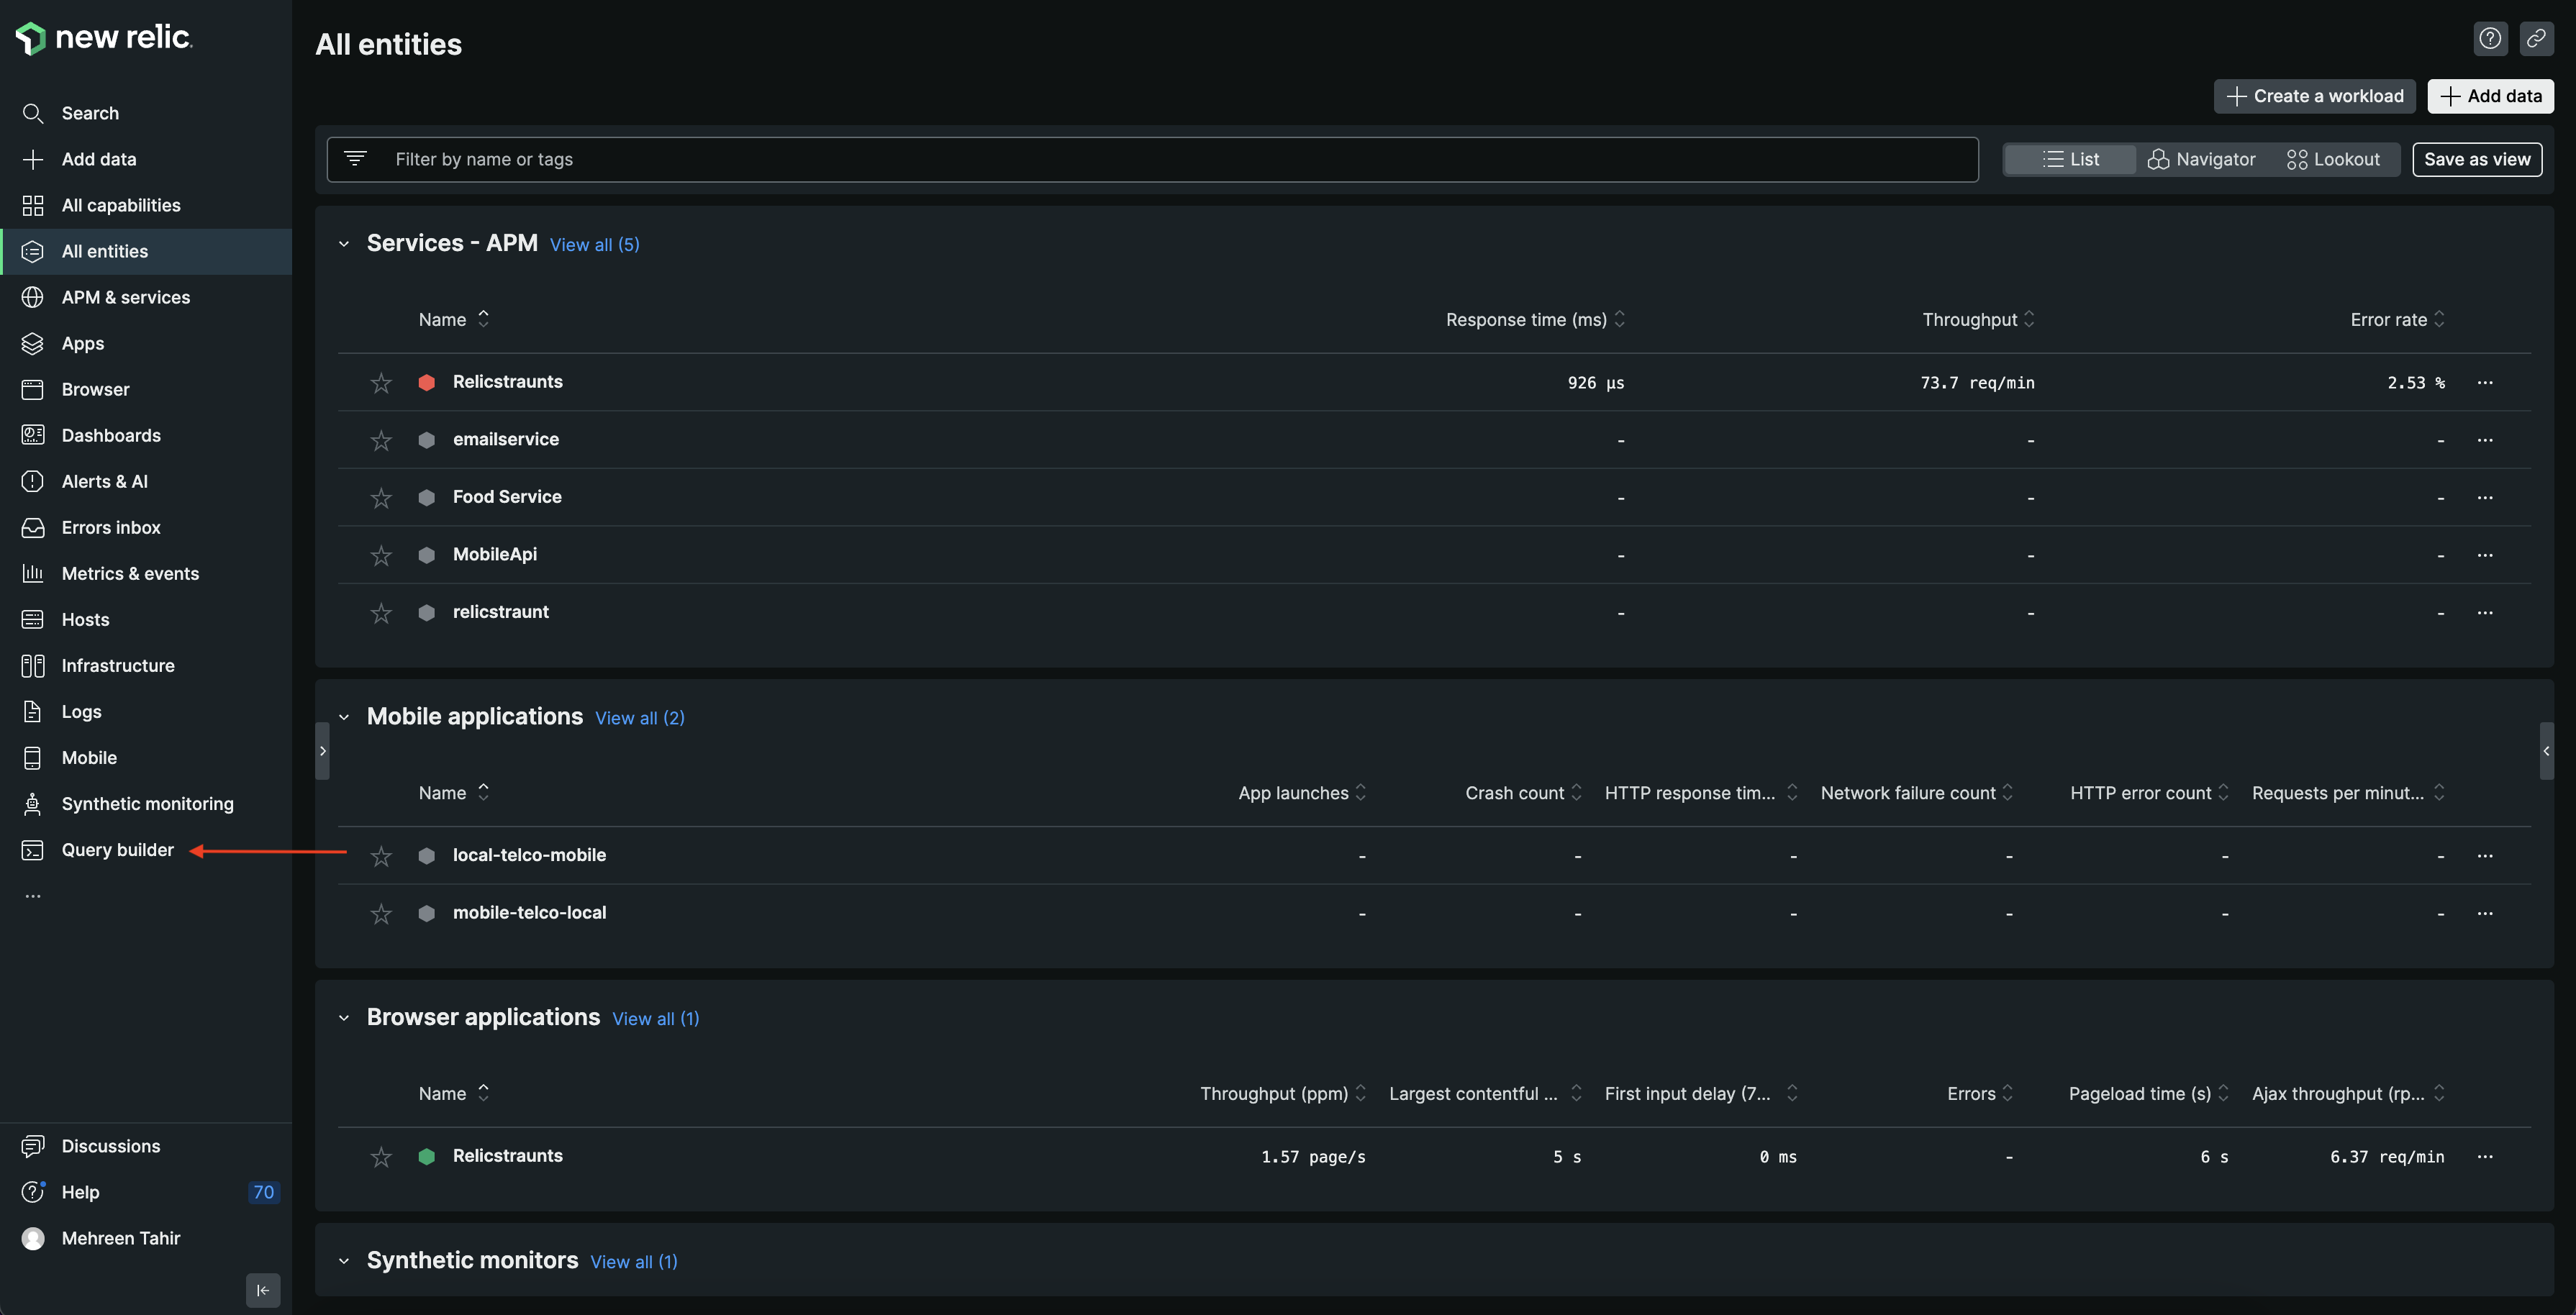 new relic.
Search
Add data
All capabilities
All entities
APM & services
Apps
Browser
Dashboards
Alerts & AI
Errors inbox
Metrics & events
Hosts
Infrastructure
Logs
Mobile
Synthetic monitoring
Query builder
...
Discussions
Help 70
Mehreen Tahir
All entities
Create a workload Add data
Filter by name or tags List Navigator Lookout Save as view
Services - APM View all (5)
Name Response time (ms) Throughput Error rate
Relicstraunts 926 µs 73.7 req/min 2.53 % ...
emailservice - - - ...
Food Service - - - ...
MobileApi - - - ...
relicstraunt - - - ...
Mobile applications View all (2)
Name App launches Crash count HTTP response tim... Network failure count HTTP error count Requests per minut...
local-telco-mobile - - - - - - ...
mobile-telco-local - - - - - - ...
Browser applications View all (1)
Name Throughput (ppm) Largest contentful ... First input delay (7... Errors Pageload time (s) Ajax throughput (rp...
Relicstraunts 1.57 page/s 5 s 0 ms - 6 s 6.37 req/min ...
Synthetic monitors View all (1)